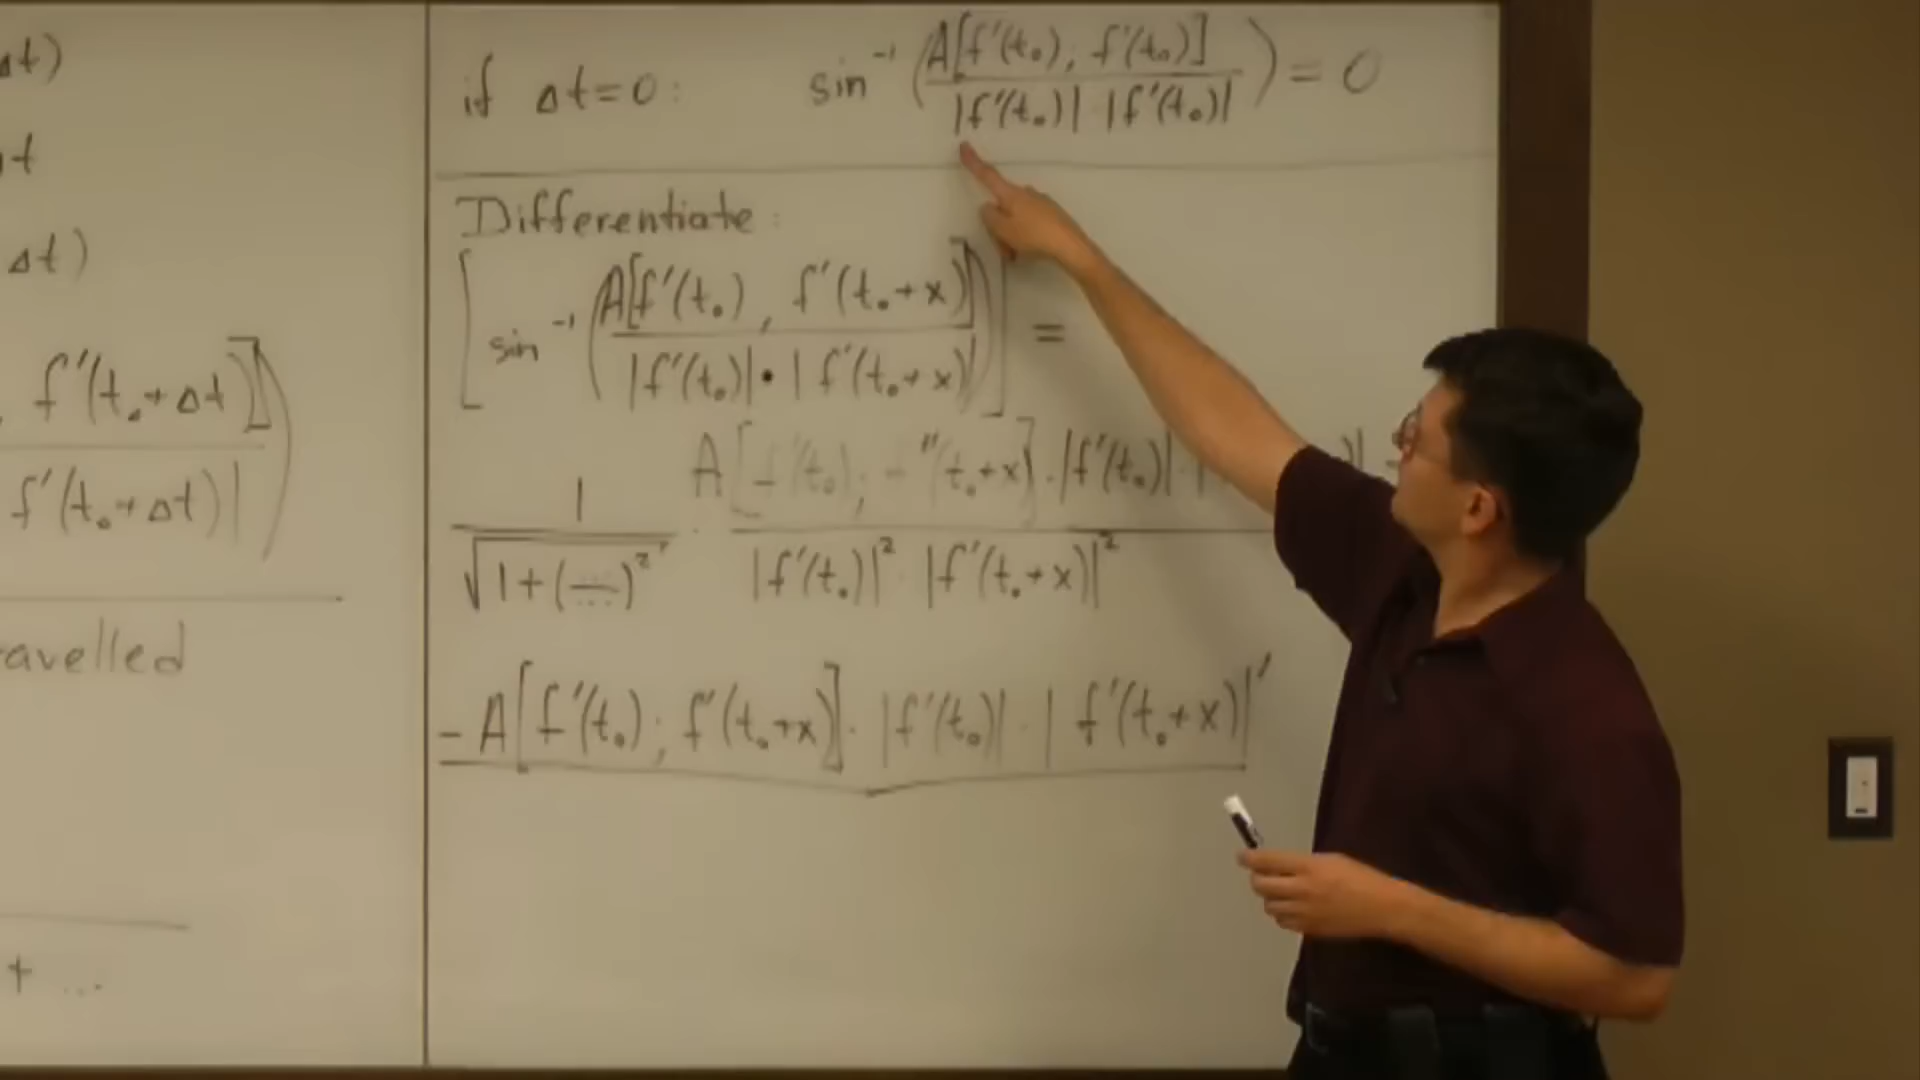 Δt)
t
Δt)
, f'(t₀+Δt)])
f'(t₀+Δt)|
avelled
+ ...
if Δt=0: sin⁻¹(A[f'(t₀), f'(t₀)] / |f'(t₀)| · |f'(t₀)|) = 0
Differentiate:
[sin⁻¹(A[f'(t₀), f'(t₀+x)] / |f'(t₀)| • |f'(t₀+x)|)] =
1 / √1+(...)² · A[f'(t₀); f''(t₀+x)] · |f'(t₀)| · | / |f'(t₀)|² · |f'(t₀+x)|²
- A[f'(t₀); f'(t₀+x)] · |f'(t₀)| · |f'(t₀+x)|'